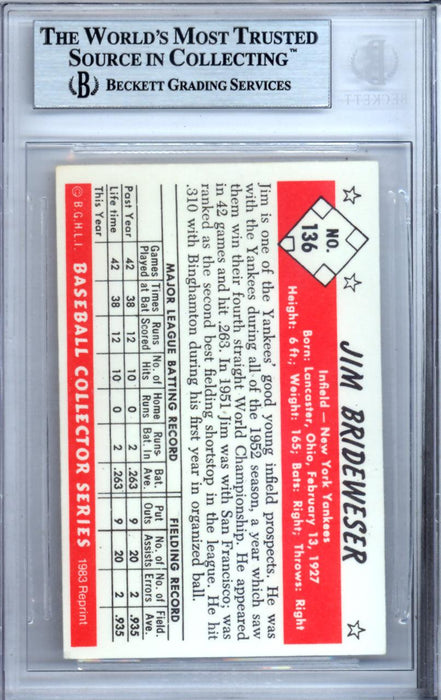 THE WORLD'S MOST TRUSTED
SOURCE IN COLLECTING™
B BECKETT GRADING SERVICES
BECKETT
NO.
136
JIM BRIDEWESER
Infield – New York Yankees
Born: Lancaster, Ohio, February 13, 1927
Height: 6 ft.; Weight: 165; Bats: Right; Throws: Right
Jim is one of the Yankees' good young infield prospects. He was
with the Yankees during all of the 1952 season, a year which saw
them win their fourth straight World Championship. He appeared
in 42 games and hit .263. In 1951 Jim was with San Francisco; was
ranked as the second best fielding shortstop in the league. He hit
.310 with Binghamton during his first year in organized ball.
MAJOR LEAGUE BATTING RECORD FIELDING RECORD
Games Times Runs No. of Home Runs- Bat. Put No. of No. of Field.
Played at Bat Scored Hits Runs Bat. In Ave. Outs Assists Errors Ave.
Past Year 42 38 12 10 0 2 .263 9 20 2 .935
Life time 42 38 12 10 0 2 .263 9 20 2 .935
This Year
© B.G.H.L.I. BASEBALL COLLECTOR SERIES 1983 Reprint